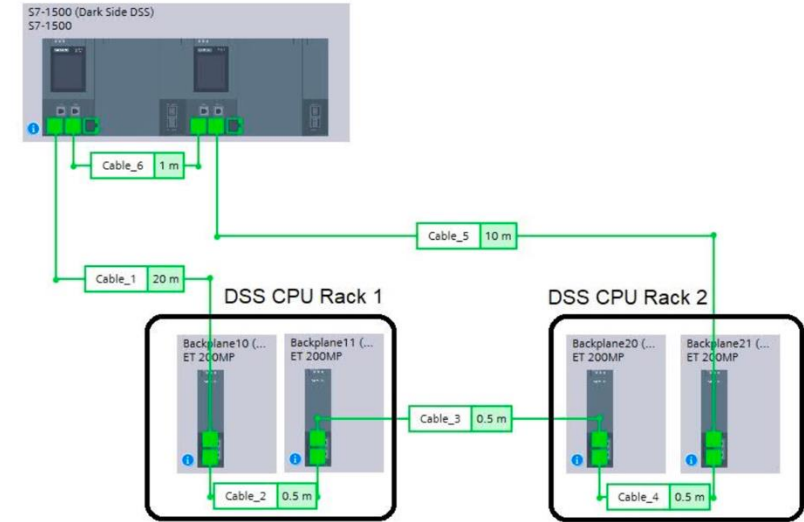 S7-1500 (Dark Side DSS)
S7-1500
Cable_6 1 m
Cable_5 10 m
Cable_1 20 m
DSS CPU Rack 1
DSS CPU Rack 2
Backplane10 (...
ET 200MP
Backplane11 (...
ET 200MP
Backplane20 (...
ET 200MP
Backplane21 (...
ET 200MP
Cable_3 0.5 m
Cable_2 0.5 m
Cable_4 0.5 m